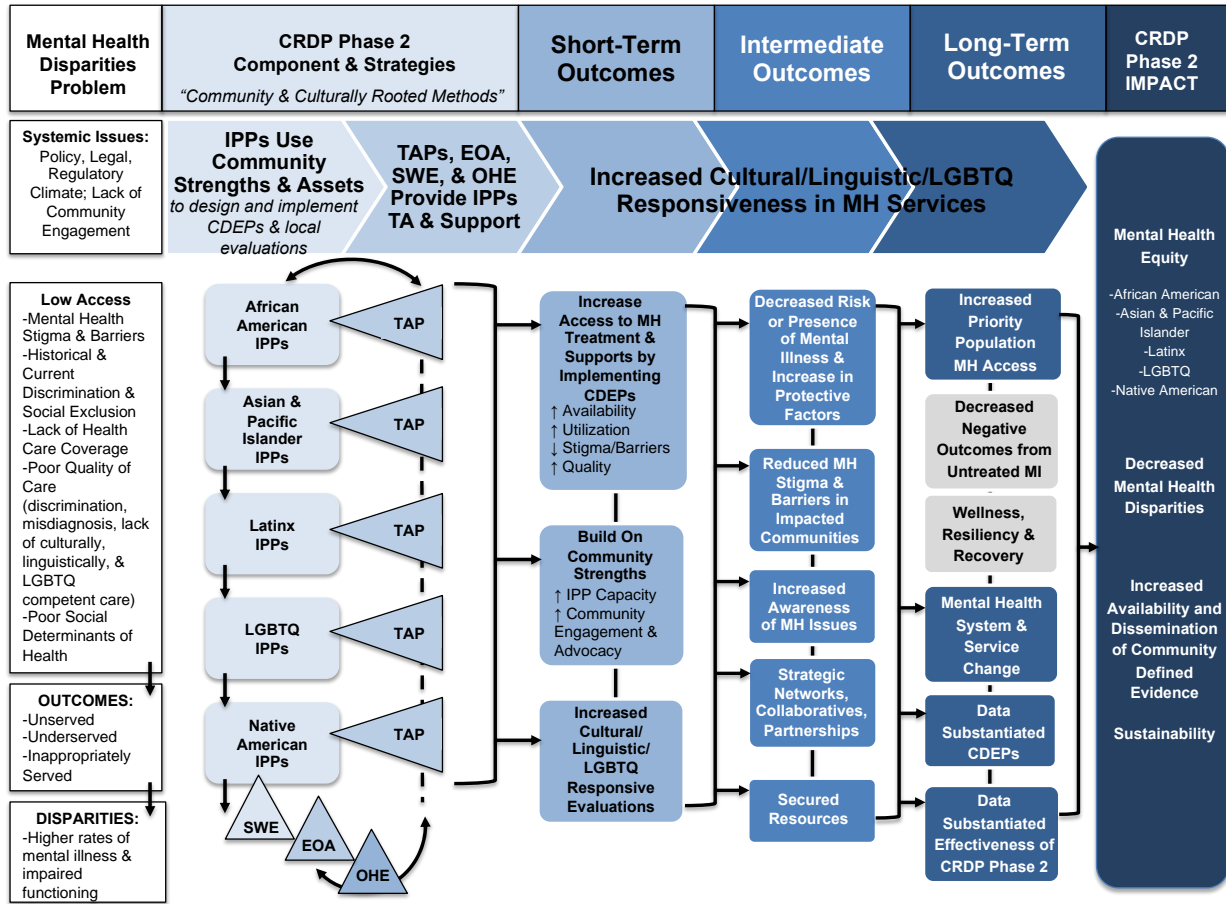 Mental Health
Disparities
Problem
CRDP Phase 2
Component & Strategies
“Community & Culturally Rooted Methods”
Short-Term
Outcomes
Intermediate
Outcomes
Long-Term
Outcomes
CRDP
Phase 2
IMPACT
Systemic Issues:
Policy, Legal,
Regulatory
Climate; Lack of
Community
Engagement
IPPs Use
Community
Strengths & Assets
to design and implement
CDEPs & local
evaluations
TAPs, EOA,
SWE, & OHE
Provide IPPs
TA & Support
Increased Cultural/Linguistic/LGBTQ
Responsiveness in MH Services
Low Access
-Mental Health
Stigma & Barriers
-Historical &
Current
Discrimination &
Social Exclusion
-Lack of Health
Care Coverage
-Poor Quality of
Care
(discrimination,
misdiagnosis, lack
of culturally,
linguistically, &
LGBTQ
competent care)
-Poor Social
Determinants of
Health
OUTCOMES:
-Unserved
-Underserved
-Inappropriately
Served
DISPARITIES:
-Higher rates of
mental illness &
impaired
functioning
African
American
IPPs
TAP
Asian &
Pacific
Islander
IPPs
TAP
Latinx
IPPs
TAP
LGBTQ
IPPs
TAP
Native
American
IPPs
TAP
SWE
EOA
OHE
Increase
Access to MH
Treatment &
Supports by
Implementing
CDEPs
↑ Availability
↑ Utilization
↓ Stigma/Barriers
↑ Quality
Build On
Community
Strengths
↑ IPP Capacity
↑ Community
Engagement &
Advocacy
Increased
Cultural/
Linguistic/
LGBTQ
Responsive
Evaluations
Decreased Risk
or Presence
of Mental
Illness &
Increase in
Protective
Factors
Reduced MH
Stigma &
Barriers in
Impacted
Communities
Increased
Awareness
of MH Issues
Strategic
Networks,
Collaboratives,
Partnerships
Secured
Resources
Increased
Priority
Population
MH Access
Decreased
Negative
Outcomes from
Untreated MI
Wellness,
Resiliency &
Recovery
Mental Health
System &
Service
Change
Data
Substantiated
CDEPs
Data
Substantiated
Effectiveness of
CRDP Phase 2
Mental Health
Equity
-African American
-Asian & Pacific
Islander
-Latinx
-LGBTQ
-Native American
Decreased
Mental Health
Disparities
Increased
Availability and
Dissemination
of Community
Defined
Evidence
Sustainability